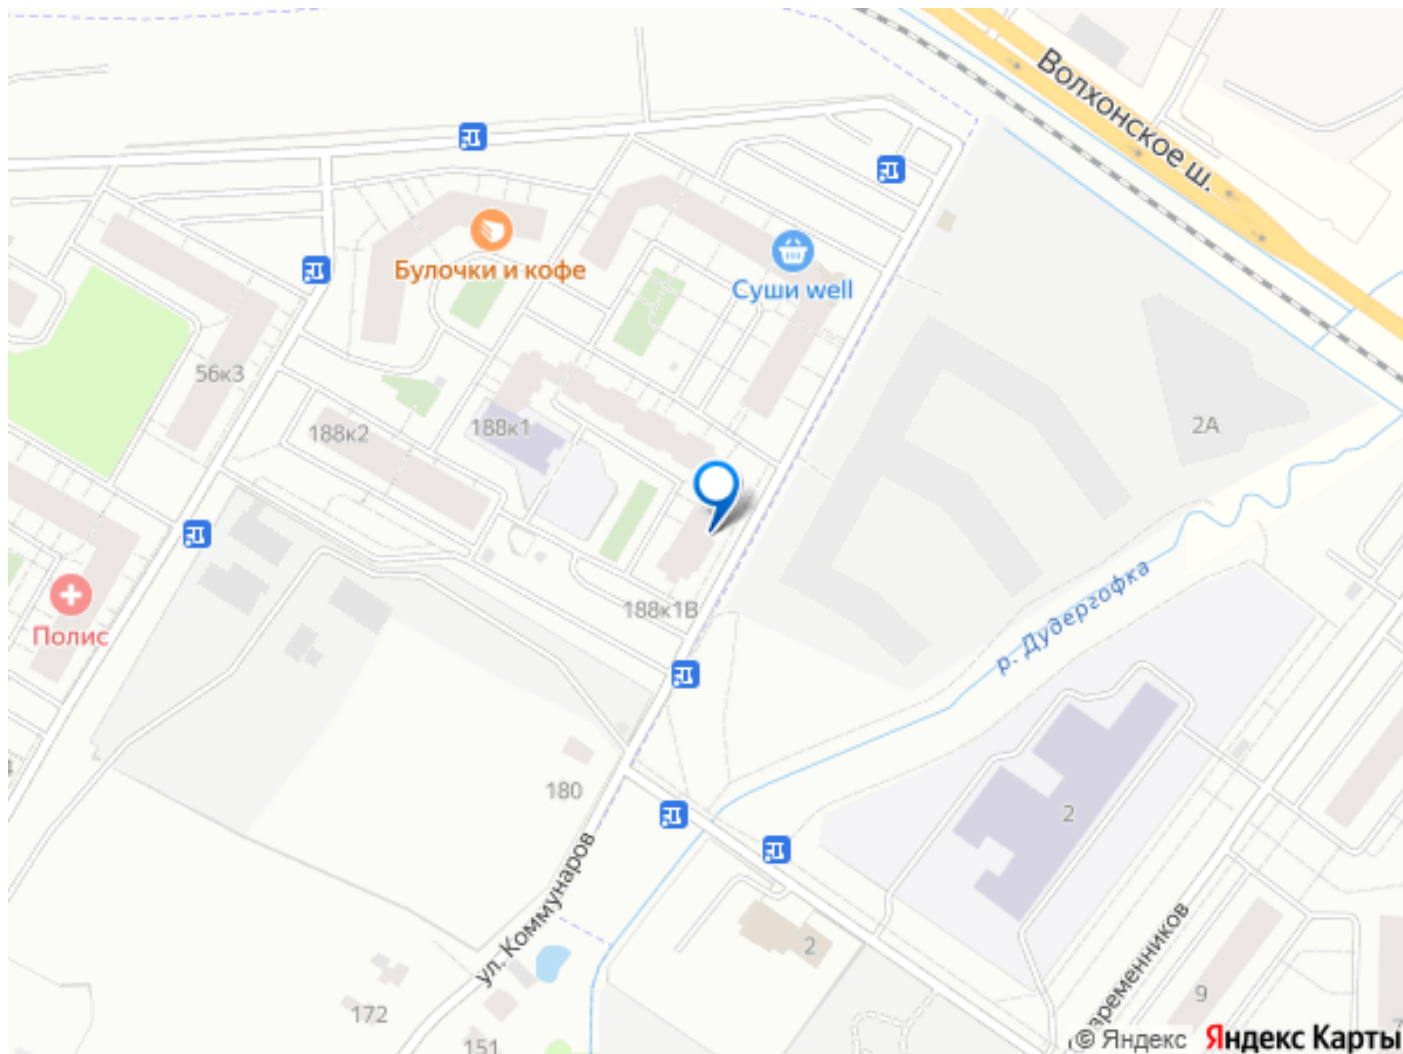 Волхонское ш.
Булочки и кофе
Суши well
56к3
188к2
188к1
2А
р. Дудергофка
188к1В
Полис
180
2
ул. Коммунаров
2
9
172
151
© Яндекс
Яндекс Карты